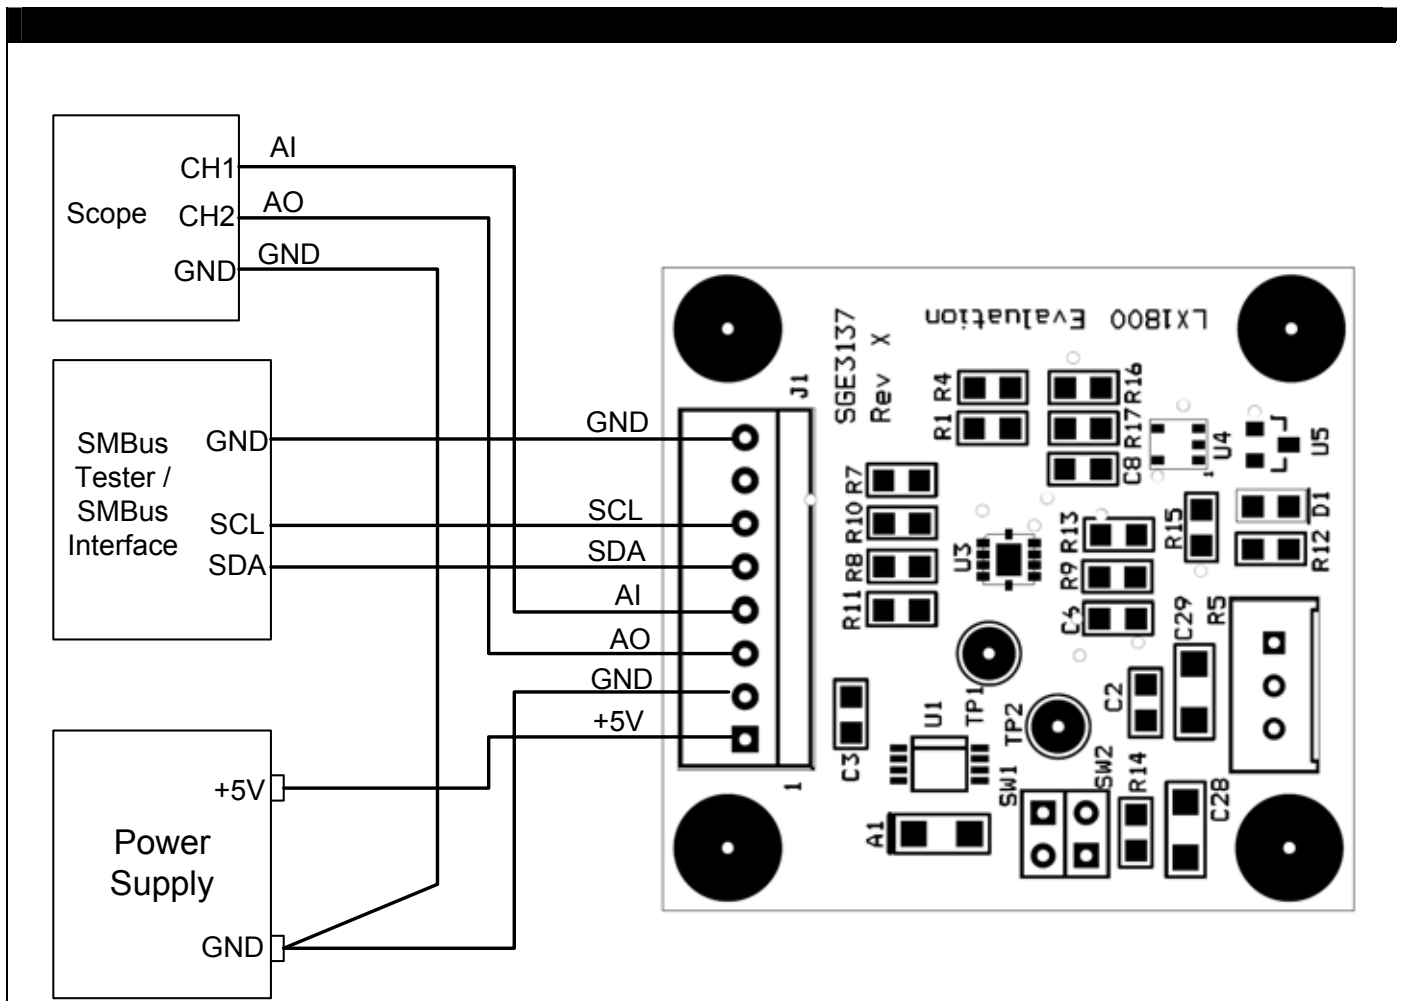 Scope
CH1
CH2
GND
AI
AO
GND
SMBus
Tester /
SMBus
Interface
GND
SCL
SDA
Power
Supply
+5V
GND
GND
SCL
SDA
AI
AO
GND
+5V
J1
1
SGE3137
Rev X
LX1800 Evaluation
R4
R1
R16
R17
C8
U4
1
U5
R7
R10
R8
R11
U3
R13
R9
R15
D1
R12
C29
R5
C2
C3
U1
TP1
TP2
SW1
SW2
R14
C28
A1